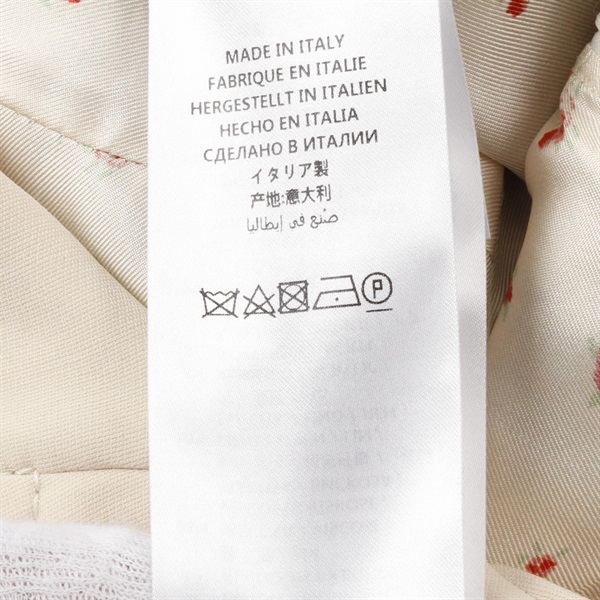 MADE IN ITALY
FABRIQUE EN ITALIE
HERGESTELLT IN ITALIEN
HECHO EN ITALIA
СДЕЛАНО В ИТАЛИИ
イタリア製
产地:意大利
صنع في إيطاليا
P